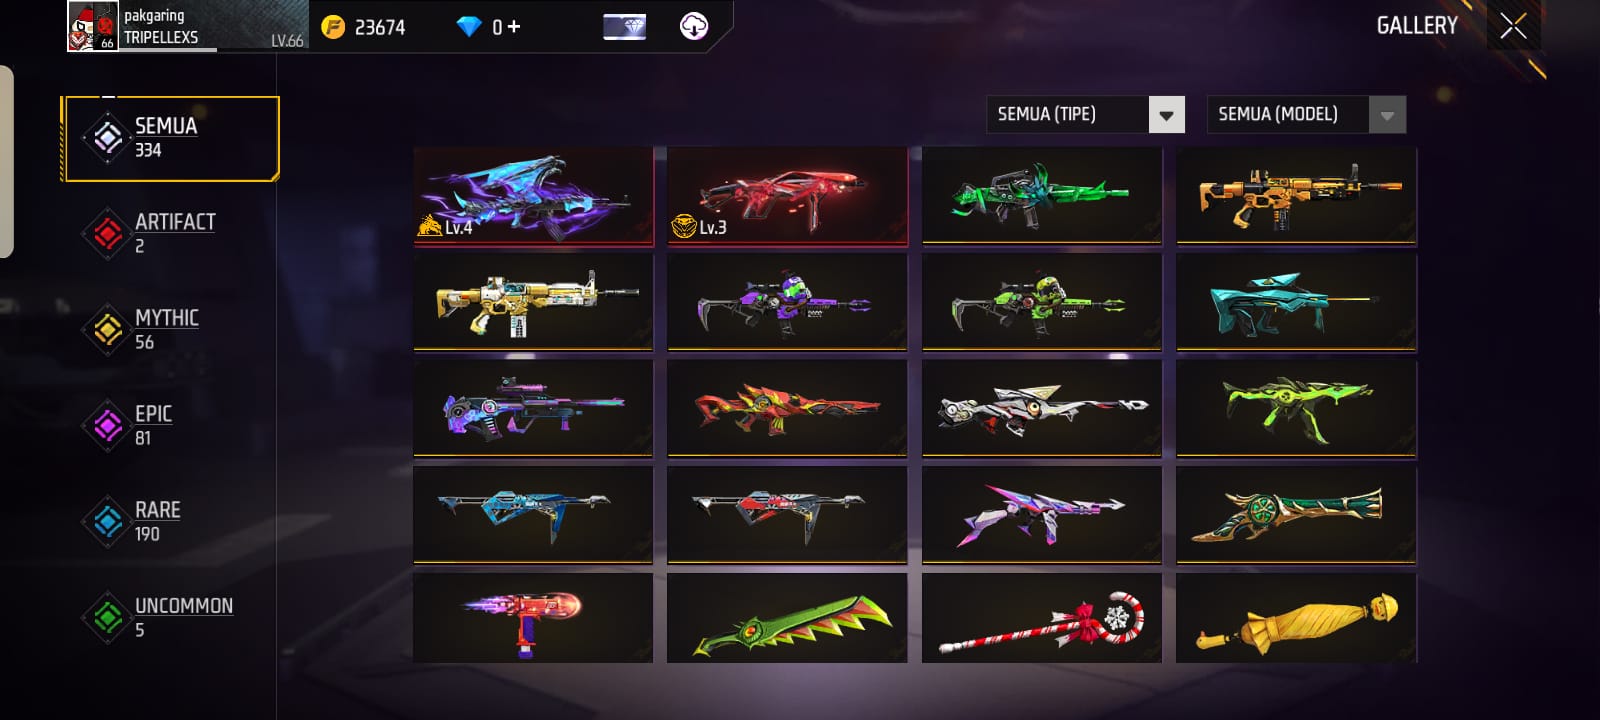 pakgaring
TRIPELLEXS
66
LV.66
23674
0 +
GALLERY
SEMUA
334
ARTIFACT
2
MYTHIC
56
EPIC
81
RARE
190
UNCOMMON
5
SEMUA (TIPE)
SEMUA (MODEL)
Lv.4
Lv.3